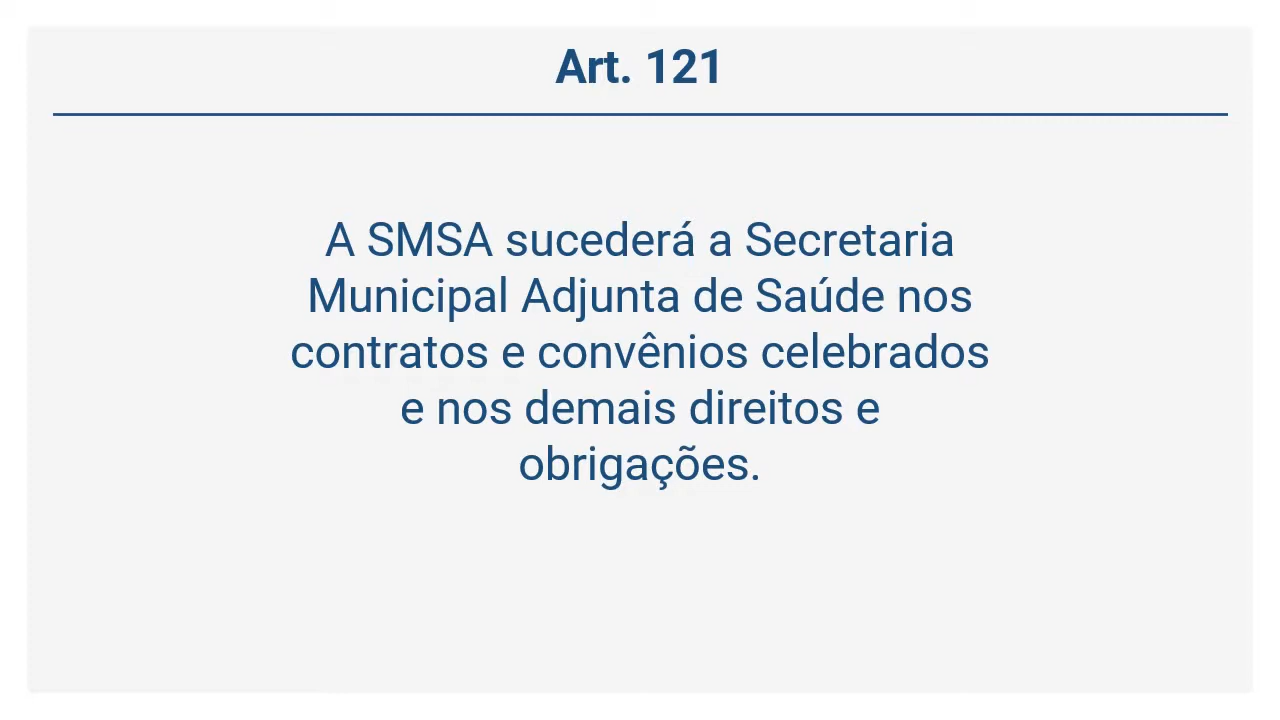 Art. 121
A SMSA sucederá a Secretaria
Municipal Adjunta de Saúde nos
contratos e convênios celebrados
e nos demais direitos e
obrigações.